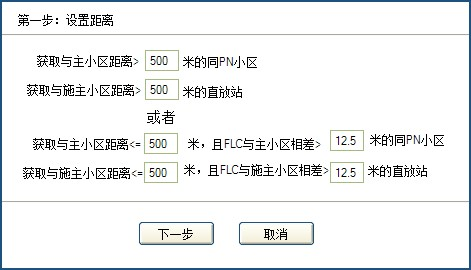 第一步：设置距离
获取与主小区距离> 500 米的同PN小区
获取与施主小区距离> 500 米的直放站
或者
获取与主小区距离<= 500 米，且FLC与主小区相差> 12.5 米的同PN小区
获取与施主小区距离<= 500 米，且FLC与施主小区相差> 12.5 米的直放站
下一步 取消